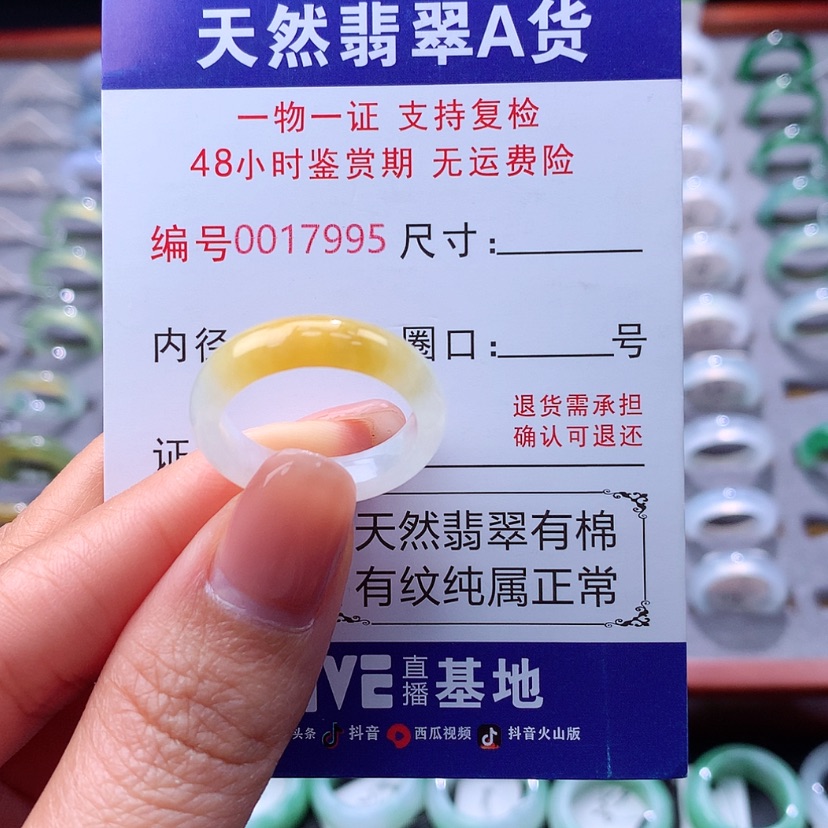 天然翡翠A货
一物一证 支持复检
48小时鉴赏期 无运费险
编号0017995 尺寸:
内径 圈口: 号
退货需承担
确认可退还
证
天然翡翠有棉
有纹纯属正常
IVE 直播 基地
头条 抖音 西瓜视频 抖音火山版